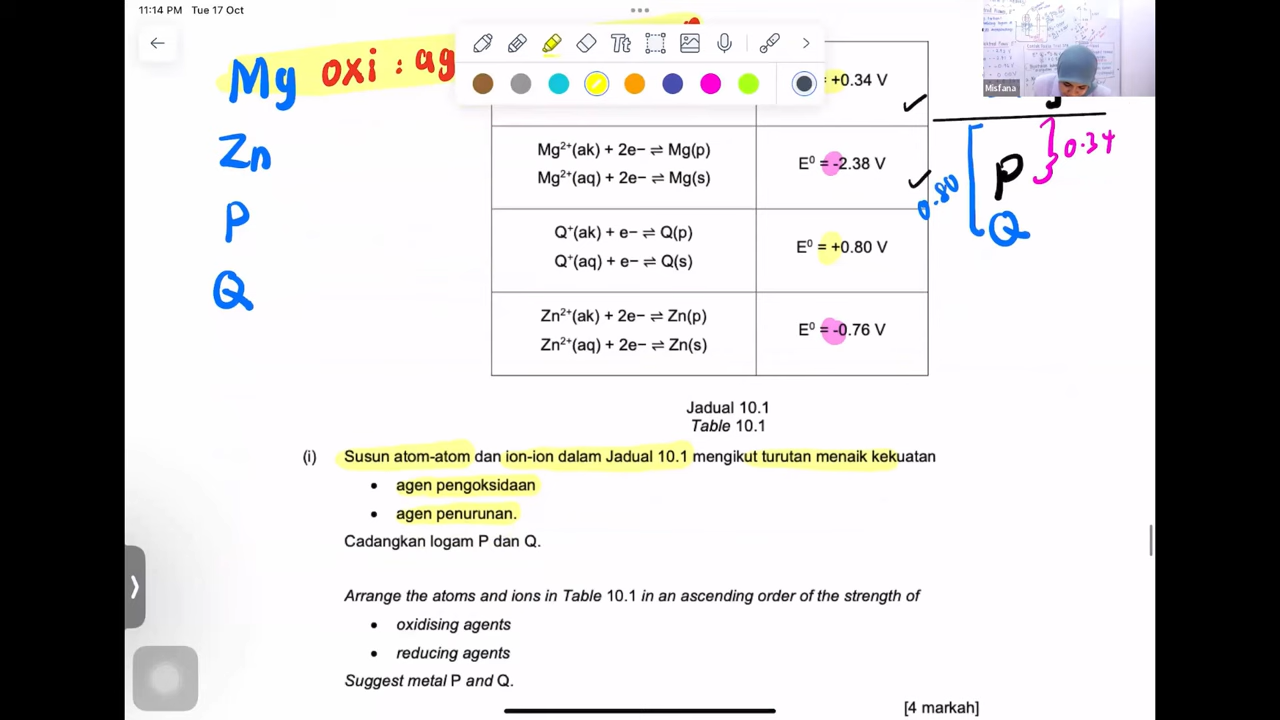 11:14 PM Tue 17 Oct
Misfana
Mg oxi : ag
Zn
P
Q
Tt
+0.34 V
Mg²⁺(ak) + 2e− ⇌ Mg(p)
Mg²⁺(aq) + 2e− ⇌ Mg(s)
E⁰ = -2.38 V
Q⁺(ak) + e− ⇌ Q(p)
Q⁺(aq) + e− ⇌ Q(s)
E⁰ = +0.80 V
Zn²⁺(ak) + 2e− ⇌ Zn(p)
Zn²⁺(aq) + 2e− ⇌ Zn(s)
E⁰ = -0.76 V
P
0.34
0.80
Q
Jadual 10.1
Table 10.1
(i) Susun atom-atom dan ion-ion dalam Jadual 10.1 mengikut turutan menaik kekuatan
• agen pengoksidaan
• agen penurunan.
Cadangkan logam P dan Q.
Arrange the atoms and ions in Table 10.1 in an ascending order of the strength of
• oxidising agents
• reducing agents
Suggest metal P and Q.
[4 markah]